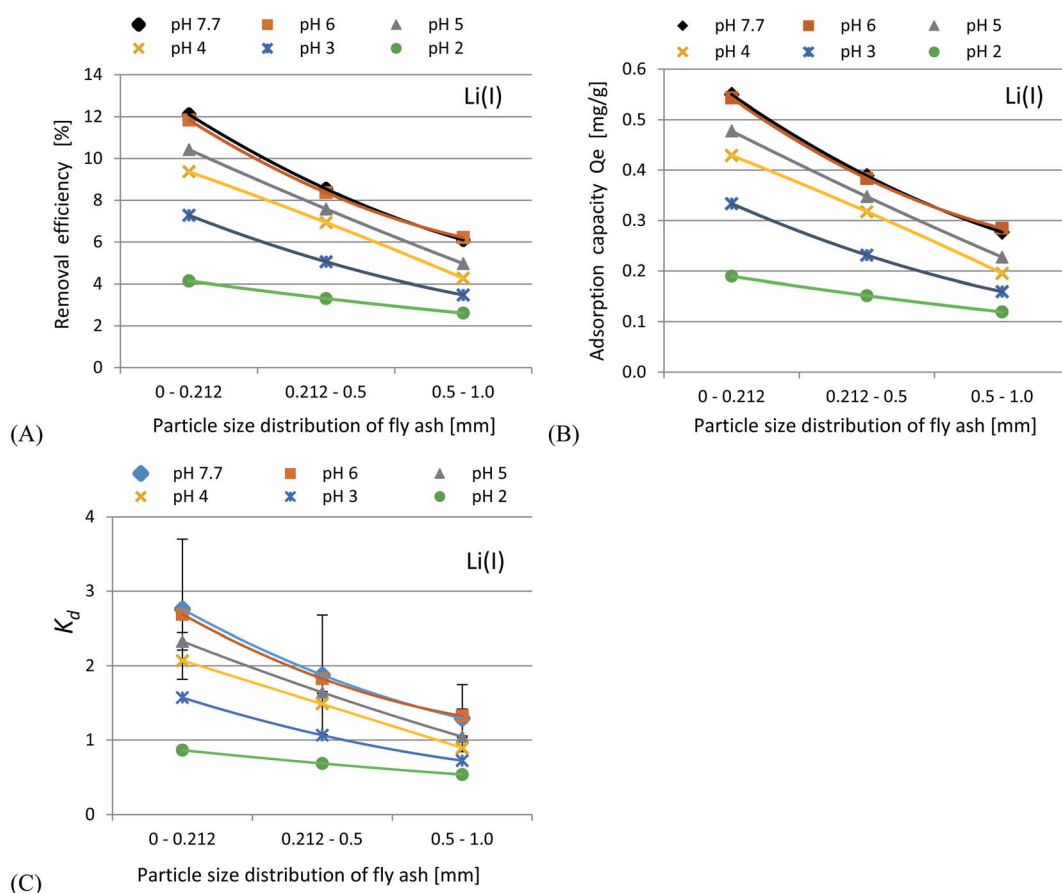 pH 7.7 pH 6 pH 5
pH 4 pH 3 pH 2
Li(I)
Removal efficiency [%]
14
12
10
8
6
4
2
0
0 - 0.212 0.212 - 0.5 0.5 - 1.0
Particle size distribution of fly ash [mm]
(A)
pH 7.7 pH 6 pH 5
pH 4 pH 3 pH 2
Li(I)
Adsorption capacity Qe [mg/g]
0.6
0.5
0.4
0.3
0.2
0.1
0.0
0 - 0.212 0.212 - 0.5 0.5 - 1.0
Particle size distribution of fly ash [mm]
(B)
pH 7.7 pH 6 pH 5
pH 4 pH 3 pH 2
Li(I)
Kd
4
3
2
1
0
0 - 0.212 0.212 - 0.5 0.5 - 1.0
Particle size distribution of fly ash [mm]
(C)